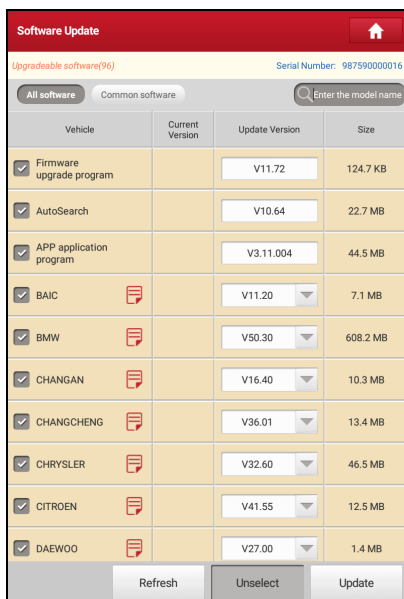 Software Update
Upgradeable software(96)
Serial Number: 987590000016
All software
Common software
Enter the model name
Vehicle
Current
Version
Update Version
Size
Firmware
upgrade program
V11.72
124.7 KB
AutoSearch
V10.64
22.7 MB
APP application
program
V3.11.004
44.5 MB
BAIC
V11.20
7.1 MB
BMW
V50.30
608.2 MB
CHANGAN
V16.40
10.3 MB
CHANGCHENG
V36.01
13.4 MB
CHRYSLER
V32.60
46.5 MB
CITROEN
V41.55
12.5 MB
DAEWOO
V27.00
1.4 MB
Refresh
Unselect
Update